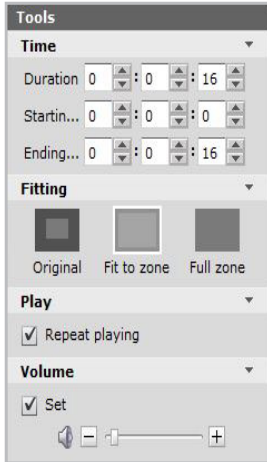 Tools
Time
Duration 0 : 0 : 16
Startin... 0 : 0 : 0
Ending... 0 : 0 : 16
Fitting
Original Fit to zone Full zone
Play
Repeat playing
Volume
Set